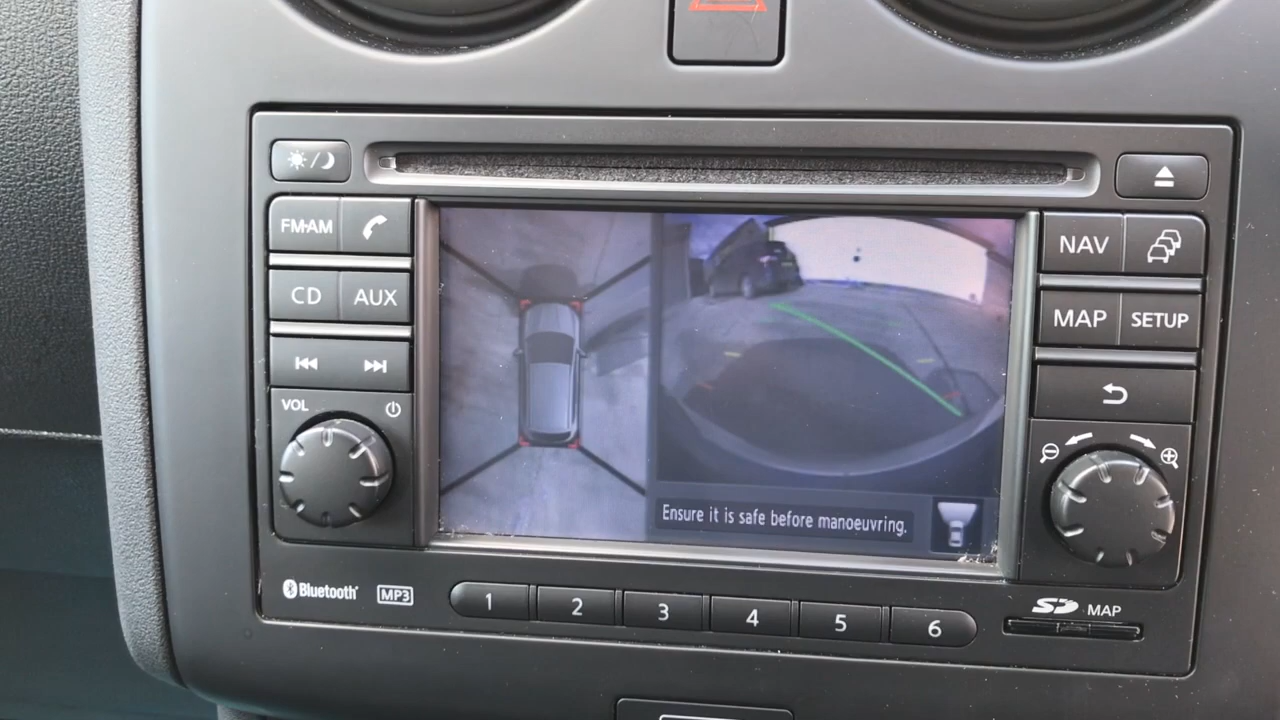 FM·AM
CD
AUX
VOL
NAV
MAP
SETUP
Ensure it is safe before manoeuvring.
Bluetooth
MP3
1
2
3
4
5
6
SD
MAP